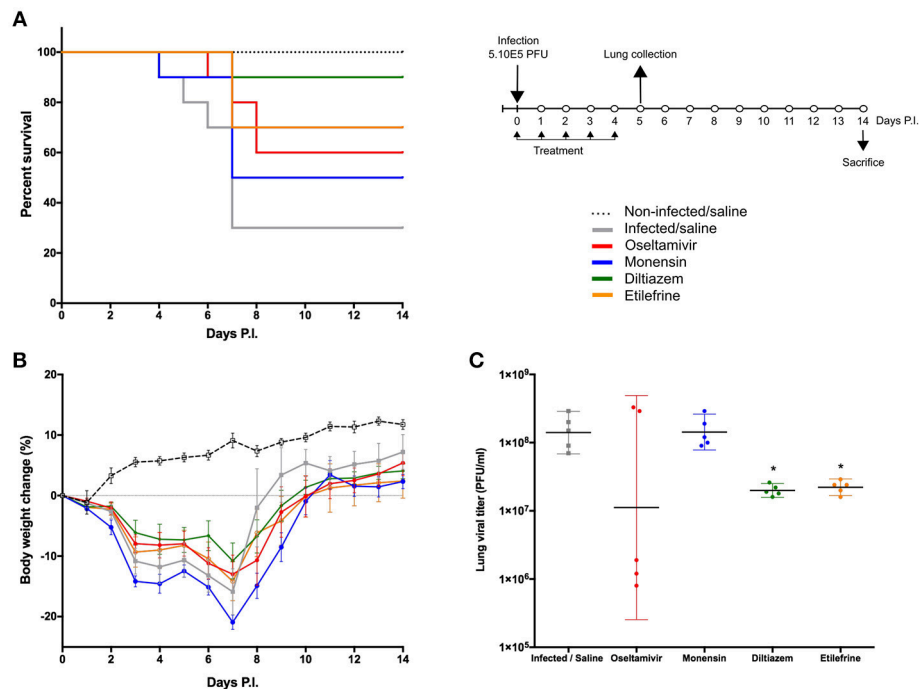 A
Percent survival
100
80
60
40
20
0
0 2 4 6 8 10 12 14
Days P.I.
Infection
5.10E5 PFU
Lung collection
0 1 2 3 4 5 6 7 8 9 10 11 12 13 14 Days P.I.
Treatment
Sacrifice
Non-infected/saline
Infected/saline
Oseltamivir
Monensin
Diltiazem
Etilefrine
B
Body weight change (%)
20
10
0
-10
-20
0 2 4 6 8 10 12 14
Days P.I.
C
Lung viral titer (PFU/ml)
1×10⁹
1×10⁸
1×10⁷
1×10⁶
1×10⁵
* *
Infected / Saline Oseltamivir Monensin Diltiazem Etilefrine